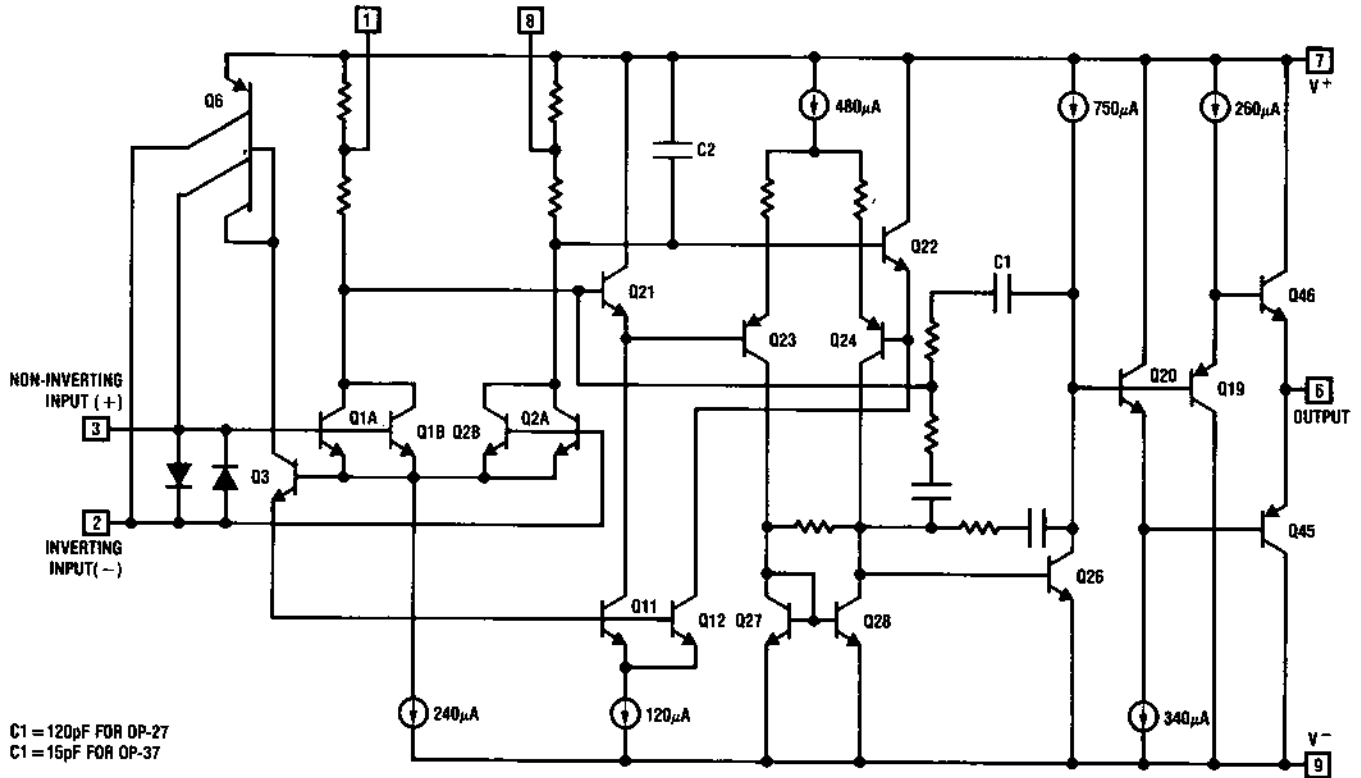 1
8
7
V+
Q6
480μA
750μA
260μA
C2
Q22
C1
Q21
Q46
Q23
Q24
Q20
Q19
NON-INVERTING
INPUT (+)
3
Q1A
Q1B
Q2B
Q2A
6
OUTPUT
Q3
2
INVERTING
INPUT(−)
Q45
Q26
Q11
Q12
Q27
Q28
240μA
120μA
340μA
C1 = 120pF FOR OP-27
C1 = 15pF FOR OP-37
V−
9